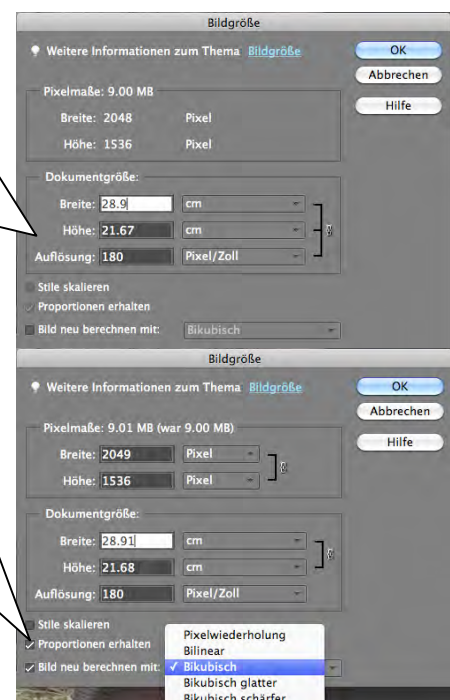 Bildgröße
Weitere Informationen zum Thema Bildgröße
OK
Abbrechen
Hilfe
Pixelmaße: 9.00 MB
Breite: 2048 Pixel
Höhe: 1536 Pixel
Dokumentgröße:
Breite: 28.9 cm
Höhe: 21.67 cm
Auflösung: 180 Pixel/Zoll
Stile skalieren
Proportionen erhalten
Bild neu berechnen mit: Bikubisch
Bildgröße
Weitere Informationen zum Thema Bildgröße
OK
Abbrechen
Hilfe
Pixelmaße: 9.01 MB (war 9.00 MB)
Breite: 2049 Pixel
Höhe: 1536 Pixel
Dokumentgröße:
Breite: 28.91 cm
Höhe: 21.68 cm
Auflösung: 180 Pixel/Zoll
Stile skalieren
Proportionen erhalten
Bild neu berechnen mit:
Pixelwiederholung
Bilinear
✓ Bikubisch
Bikubisch glatter
Bikubisch schärfer